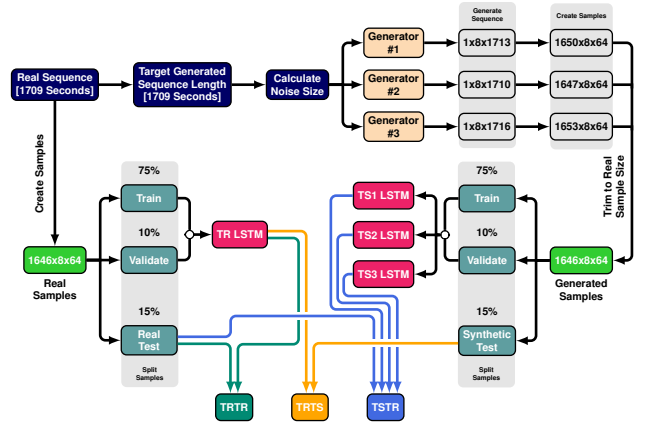 Generate
Sequence
Create Samples
Generator
#1
1x8x1713
1650x8x64
Real Sequence
[1709 Seconds]
Target Generated
Sequence Length
[1709 Seconds]
Calculate
Noise Size
Generator
#2
1x8x1710
1647x8x64
Generator
#3
1x8x1716
1653x8x64
Create Samples
Trim to Real
Sample Size
75%
Train
10%
Validate
15%
Real
Test
Split
Samples
1646x8x64
Real
Samples
TR LSTM
TS1 LSTM
TS2 LSTM
TS3 LSTM
75%
Train
10%
Validate
15%
Synthetic
Test
Split
Samples
1646x8x64
Generated
Samples
TRTR
TRTS
TSTR